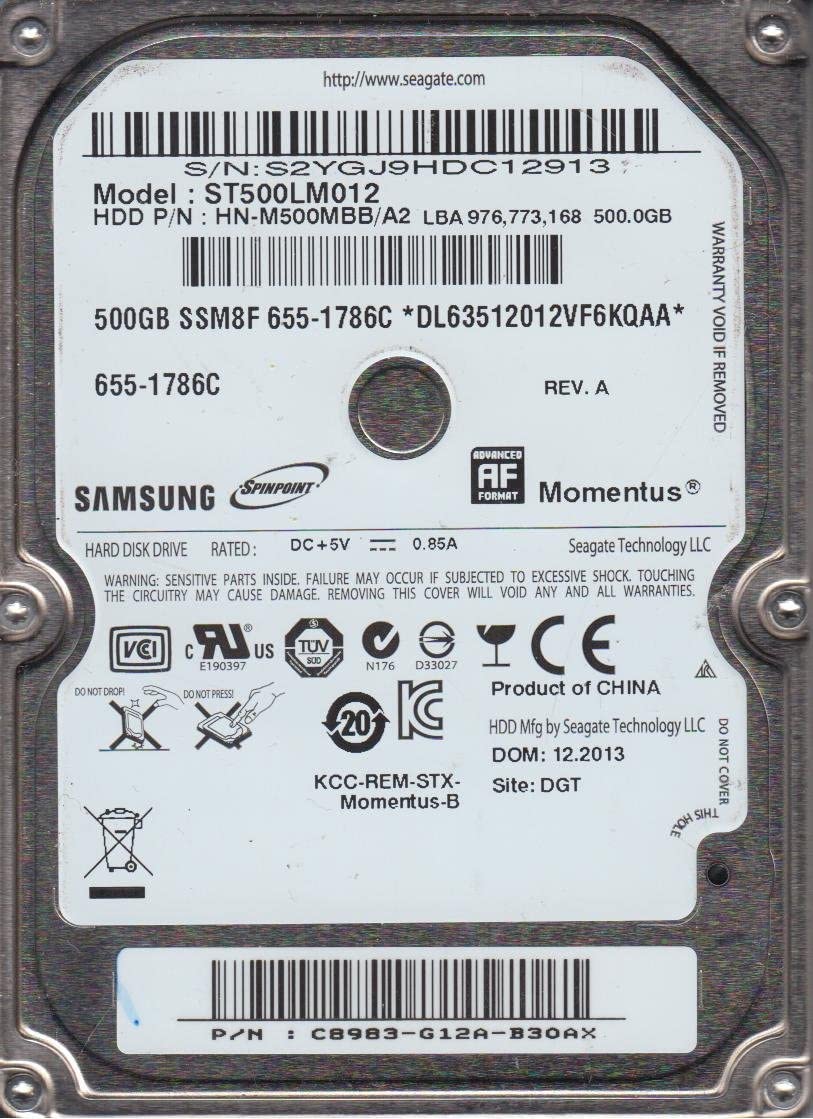 http://www.seagate.com
S/N:S2YGJ9HDC12913
Model : ST500LM012
HDD P/N : HN-M500MBB/A2 LBA 976,773,168 500.0GB
500GB SSM8F 655-1786C *DL63512012VF6KQAA*
655-1786C REV. A
WARRANTY VOID IF REMOVED
SAMSUNG SPINPOINT ADVANCED AF FORMAT Momentus®
HARD DISK DRIVE RATED : DC+5V 0.85A Seagate Technology LLC
WARNING: SENSITIVE PARTS INSIDE. FAILURE MAY OCCUR IF SUBJECTED TO EXCESSIVE SHOCK. TOUCHING
THE CIRCUITRY MAY CAUSE DAMAGE. REMOVING THIS COVER WILL VOID ANY AND ALL WARRANTIES.
VCI c RU® US TÜV SÜD CE
E190397 N176 D33027
DO NOT DROP! DO NOT PRESS!
20
Product of CHINA
HDD Mfg by Seagate Technology LLC
DOM: 12.2013
KCC-REM-STX-
Momentus-B
Site: DGT
DO NOT COVER
THIS HOLE
P/N : C8983-G12A-B30AX